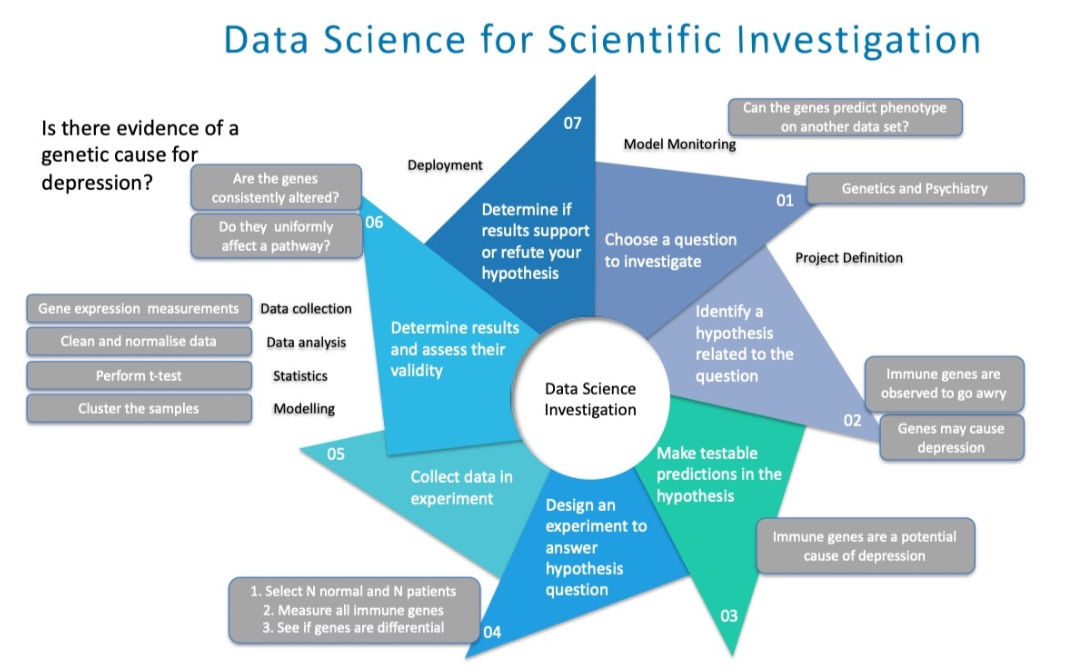 Data Science for Scientific Investigation
Is there evidence of a
genetic cause for
depression?
Can the genes predict phenotype
on another data set?
Model Monitoring
Deployment
07
Determine if
results support
or refute your
hypothesis
01
Choose a question
to investigate
Genetics and Psychiatry
Project Definition
Are the genes
consistently altered?
Do they uniformly
affect a pathway?
06
Determine results
and assess their
validity
Identify a
hypothesis
related to the
question
02
Immune genes are
observed to go awry
Genes may cause
depression
Gene expression measurements
Data collection
Clean and normalise data
Data analysis
Perform t-test
Statistics
Cluster the samples
Modelling
Data Science
Investigation
05
Collect data in
experiment
Make testable
predictions in the
hypothesis
03
Immune genes are a potential
cause of depression
Design an
experiment to
answer
hypothesis
question
04
1. Select N normal and N patients
2. Measure all immune genes
3. See if genes are differential